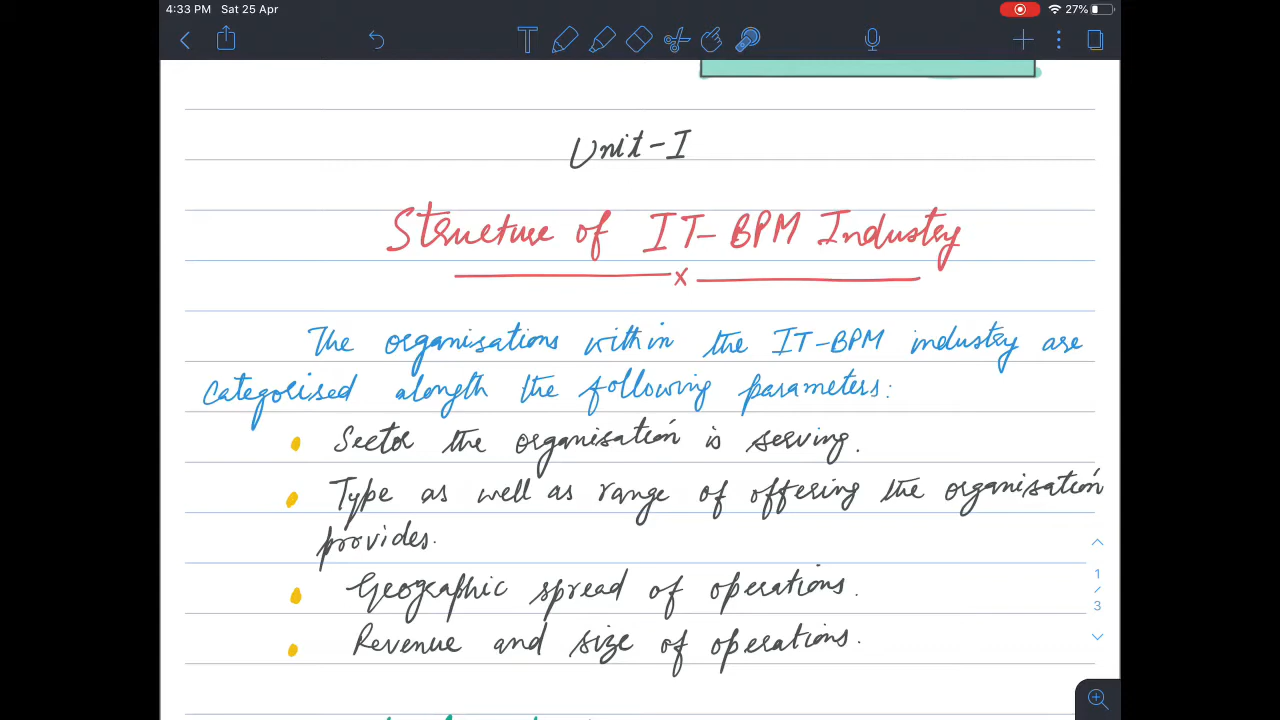 4:33 PM Sat 25 Apr 27%
Unit-I
Structure of IT-BPM Industry
x
The organisations within the IT-BPM industry are
categorised alongth the following parameters:
Sector the organisation is serving.
Type as well as range of offering the organisation
provides.
Geographic spread of operations.
Revenue and size of operations.
1
/
3